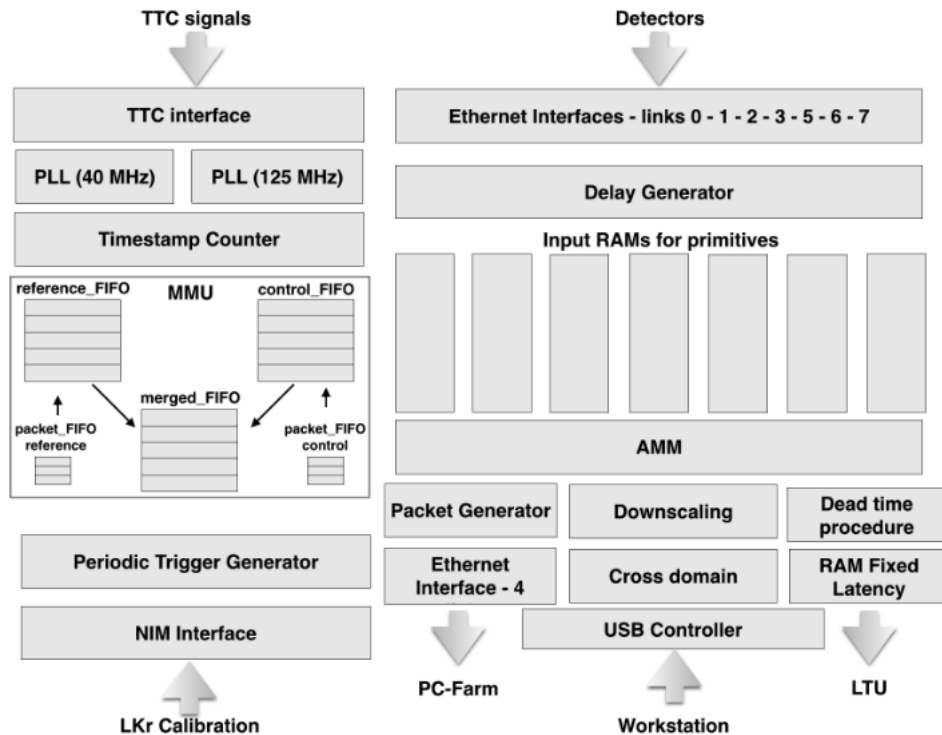 TTC signals
TTC interface
PLL (40 MHz)
PLL (125 MHz)
Timestamp Counter
reference_FIFO
MMU
control_FIFO
merged_FIFO
packet_FIFO
reference
packet_FIFO
control
Periodic Trigger Generator
NIM Interface
LKr Calibration
Detectors
Ethernet Interfaces - links 0 - 1 - 2 - 3 - 5 - 6 - 7
Delay Generator
Input RAMs for primitives
AMM
Packet Generator
Downscaling
Dead time
procedure
Ethernet
Interface - 4
Cross domain
RAM Fixed
Latency
USB Controller
PC-Farm
Workstation
LTU